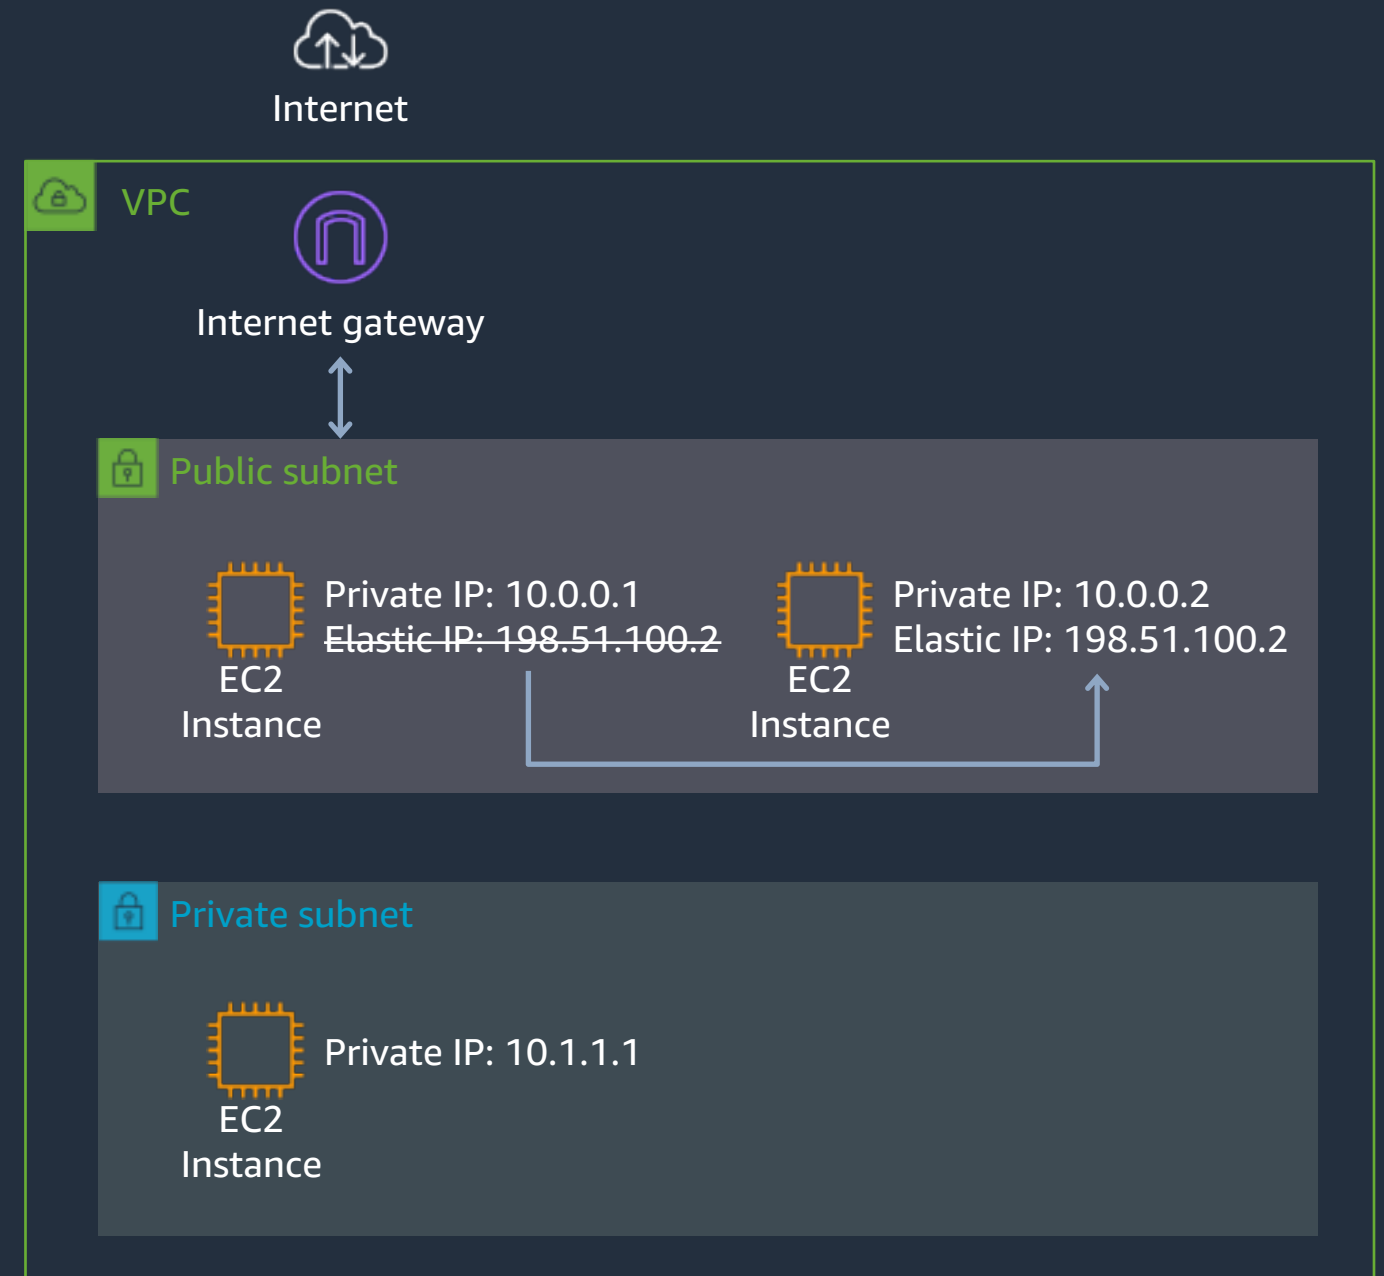 Internet
VPC
Internet gateway
Public subnet
Private IP: 10.0.0.1
Elastic IP: 198.51.100.2
EC2
Instance
Private IP: 10.0.0.2
Elastic IP: 198.51.100.2
EC2
Instance
Private subnet
Private IP: 10.1.1.1
EC2
Instance